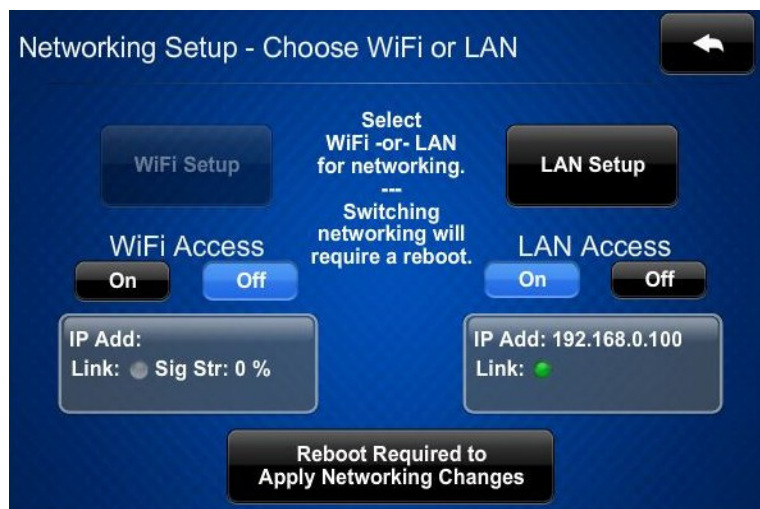 Networking Setup - Choose WiFi or LAN
WiFi Setup
Select
WiFi -or- LAN
for networking.
---
Switching
networking will
require a reboot.
LAN Setup
WiFi Access
On Off
LAN Access
On Off
IP Add:
Link: Sig Str: 0 %
IP Add: 192.168.0.100
Link:
Reboot Required to
Apply Networking Changes